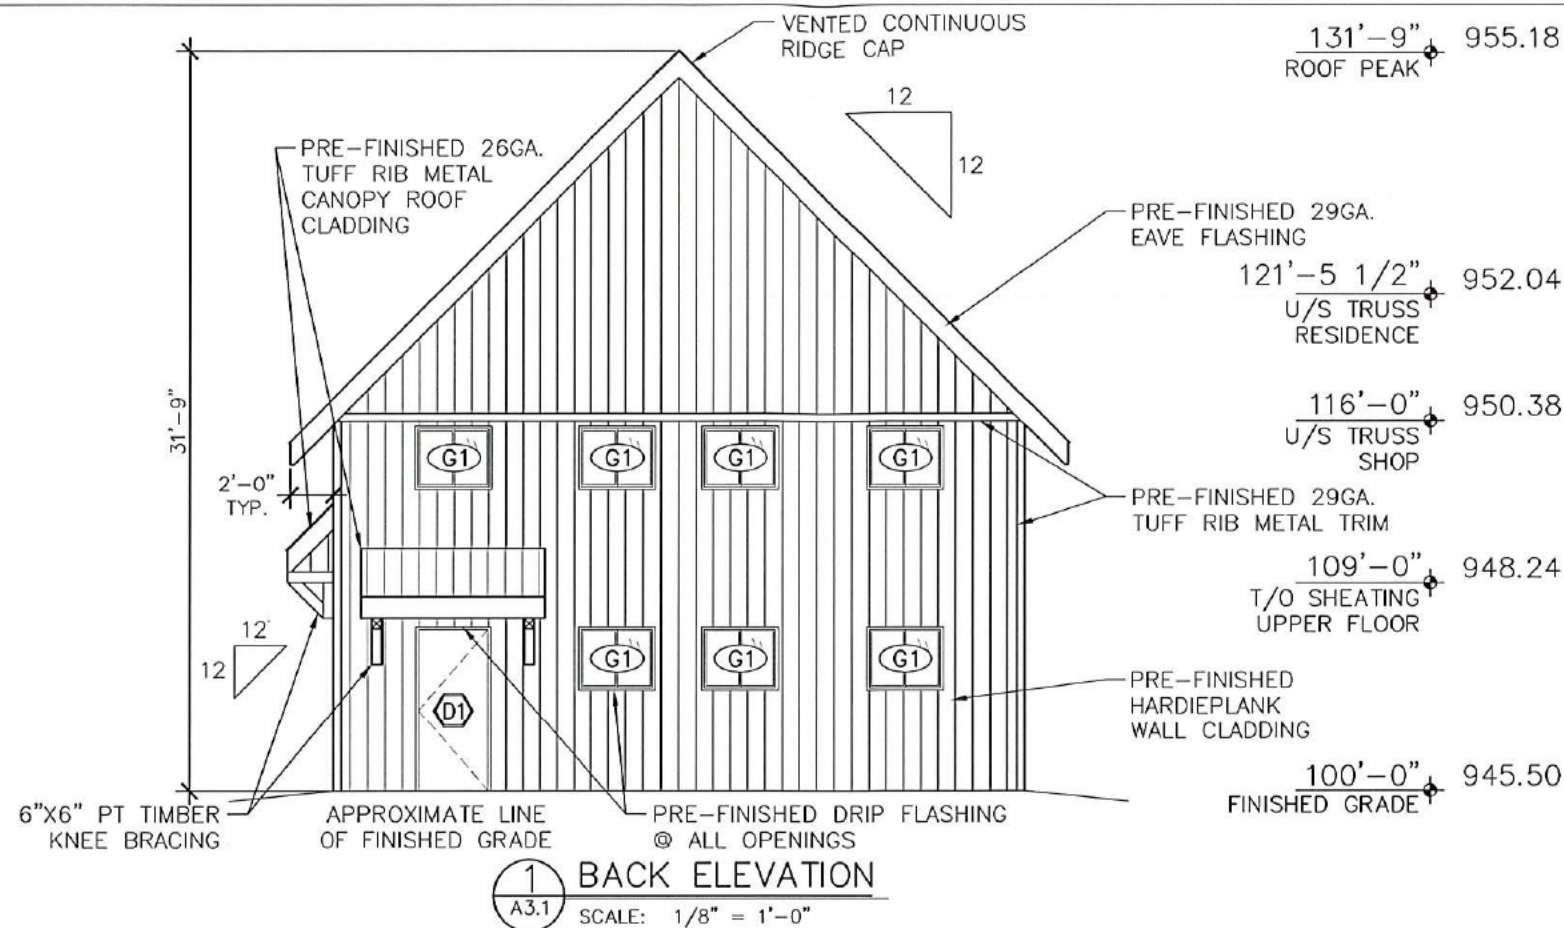 VENTED CONTINUOUS
RIDGE CAP
131'-9" 955.18
ROOF PEAK
12
12
PRE-FINISHED 26GA.
TUFF RIB METAL
CANOPY ROOF
CLADDING
PRE-FINISHED 29GA.
EAVE FLASHING
121'-5 1/2" 952.04
U/S TRUSS
RESIDENCE
31'-9"
116'-0" 950.38
U/S TRUSS
SHOP
G1 G1 G1 G1
2'-0"
TYP.
PRE-FINISHED 29GA.
TUFF RIB METAL TRIM
109'-0" 948.24
T/O SHEATING
UPPER FLOOR
12
12
G1 G1 G1
D1
PRE-FINISHED
HARDIEPLANK
WALL CLADDING
100'-0" 945.50
FINISHED GRADE
6"X6" PT TIMBER
KNEE BRACING
APPROXIMATE LINE
OF FINISHED GRADE
PRE-FINISHED DRIP FLASHING
@ ALL OPENINGS
1
A3.1
BACK ELEVATION
SCALE: 1/8" = 1'-0"